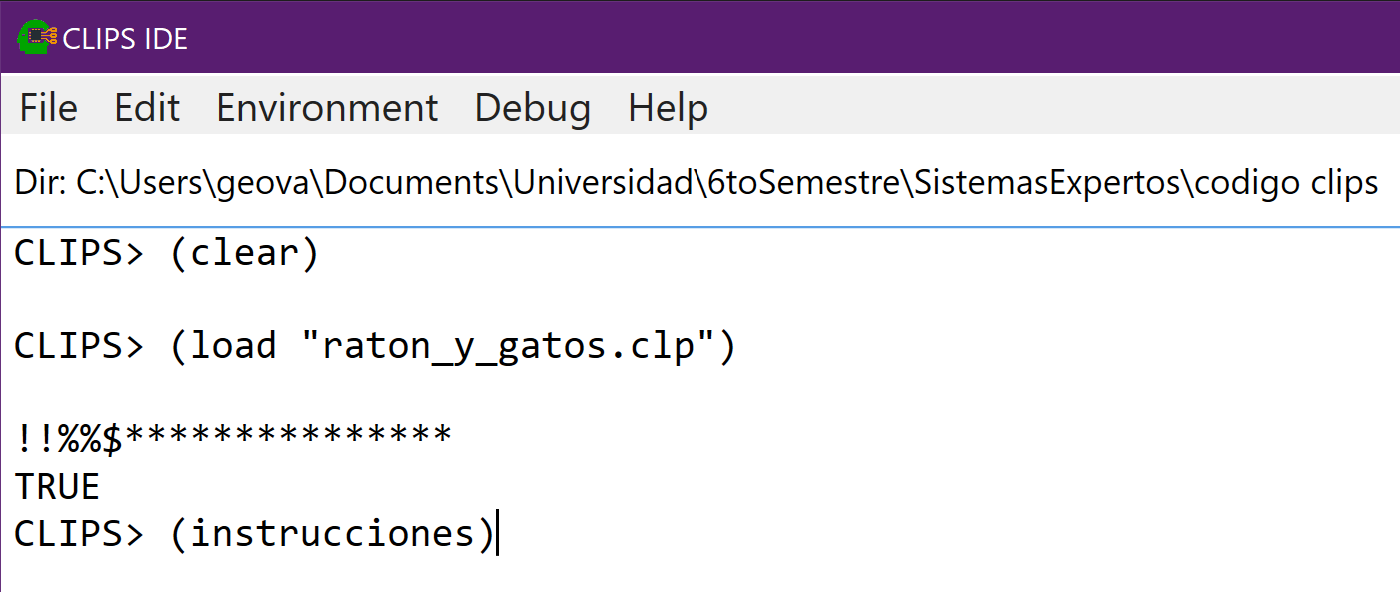 CLIPS IDE
File Edit Environment Debug Help
Dir: C:\Users\geova\Documents\Universidad\6toSemestre\SistemasExpertos\codigo clips
CLIPS> (clear)
CLIPS> (load "raton_y_gatos.clp")
!!%%$***************
TRUE
CLIPS> (instrucciones)